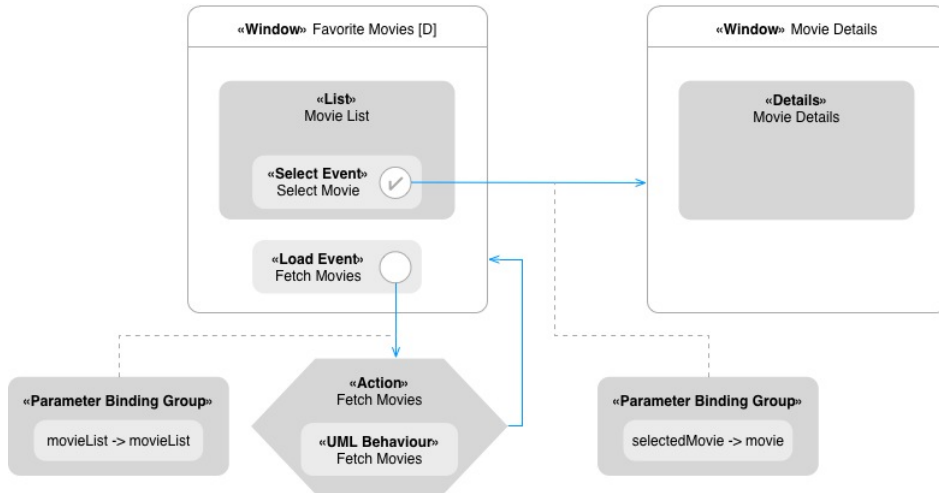 «Window» Favorite Movies [D]
«List»
Movie List
«Select Event»
Select Movie
«Load Event»
Fetch Movies
«Window» Movie Details
«Details»
Movie Details
«Parameter Binding Group»
movieList -> movieList
«Action»
Fetch Movies
«UML Behaviour»
Fetch Movies
«Parameter Binding Group»
selectedMovie -> movie